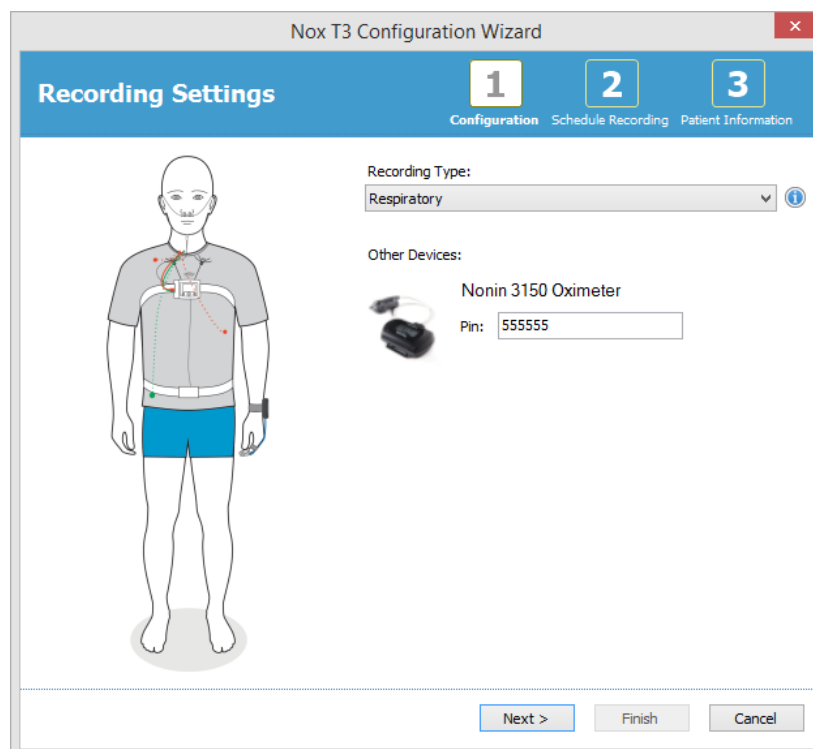 Nox T3 Configuration Wizard
Recording Settings
1 2 3
Configuration Schedule Recording Patient Information
Recording Type:
Respiratory
Other Devices:
Nonin 3150 Oximeter
Pin: 555555
Next > Finish Cancel